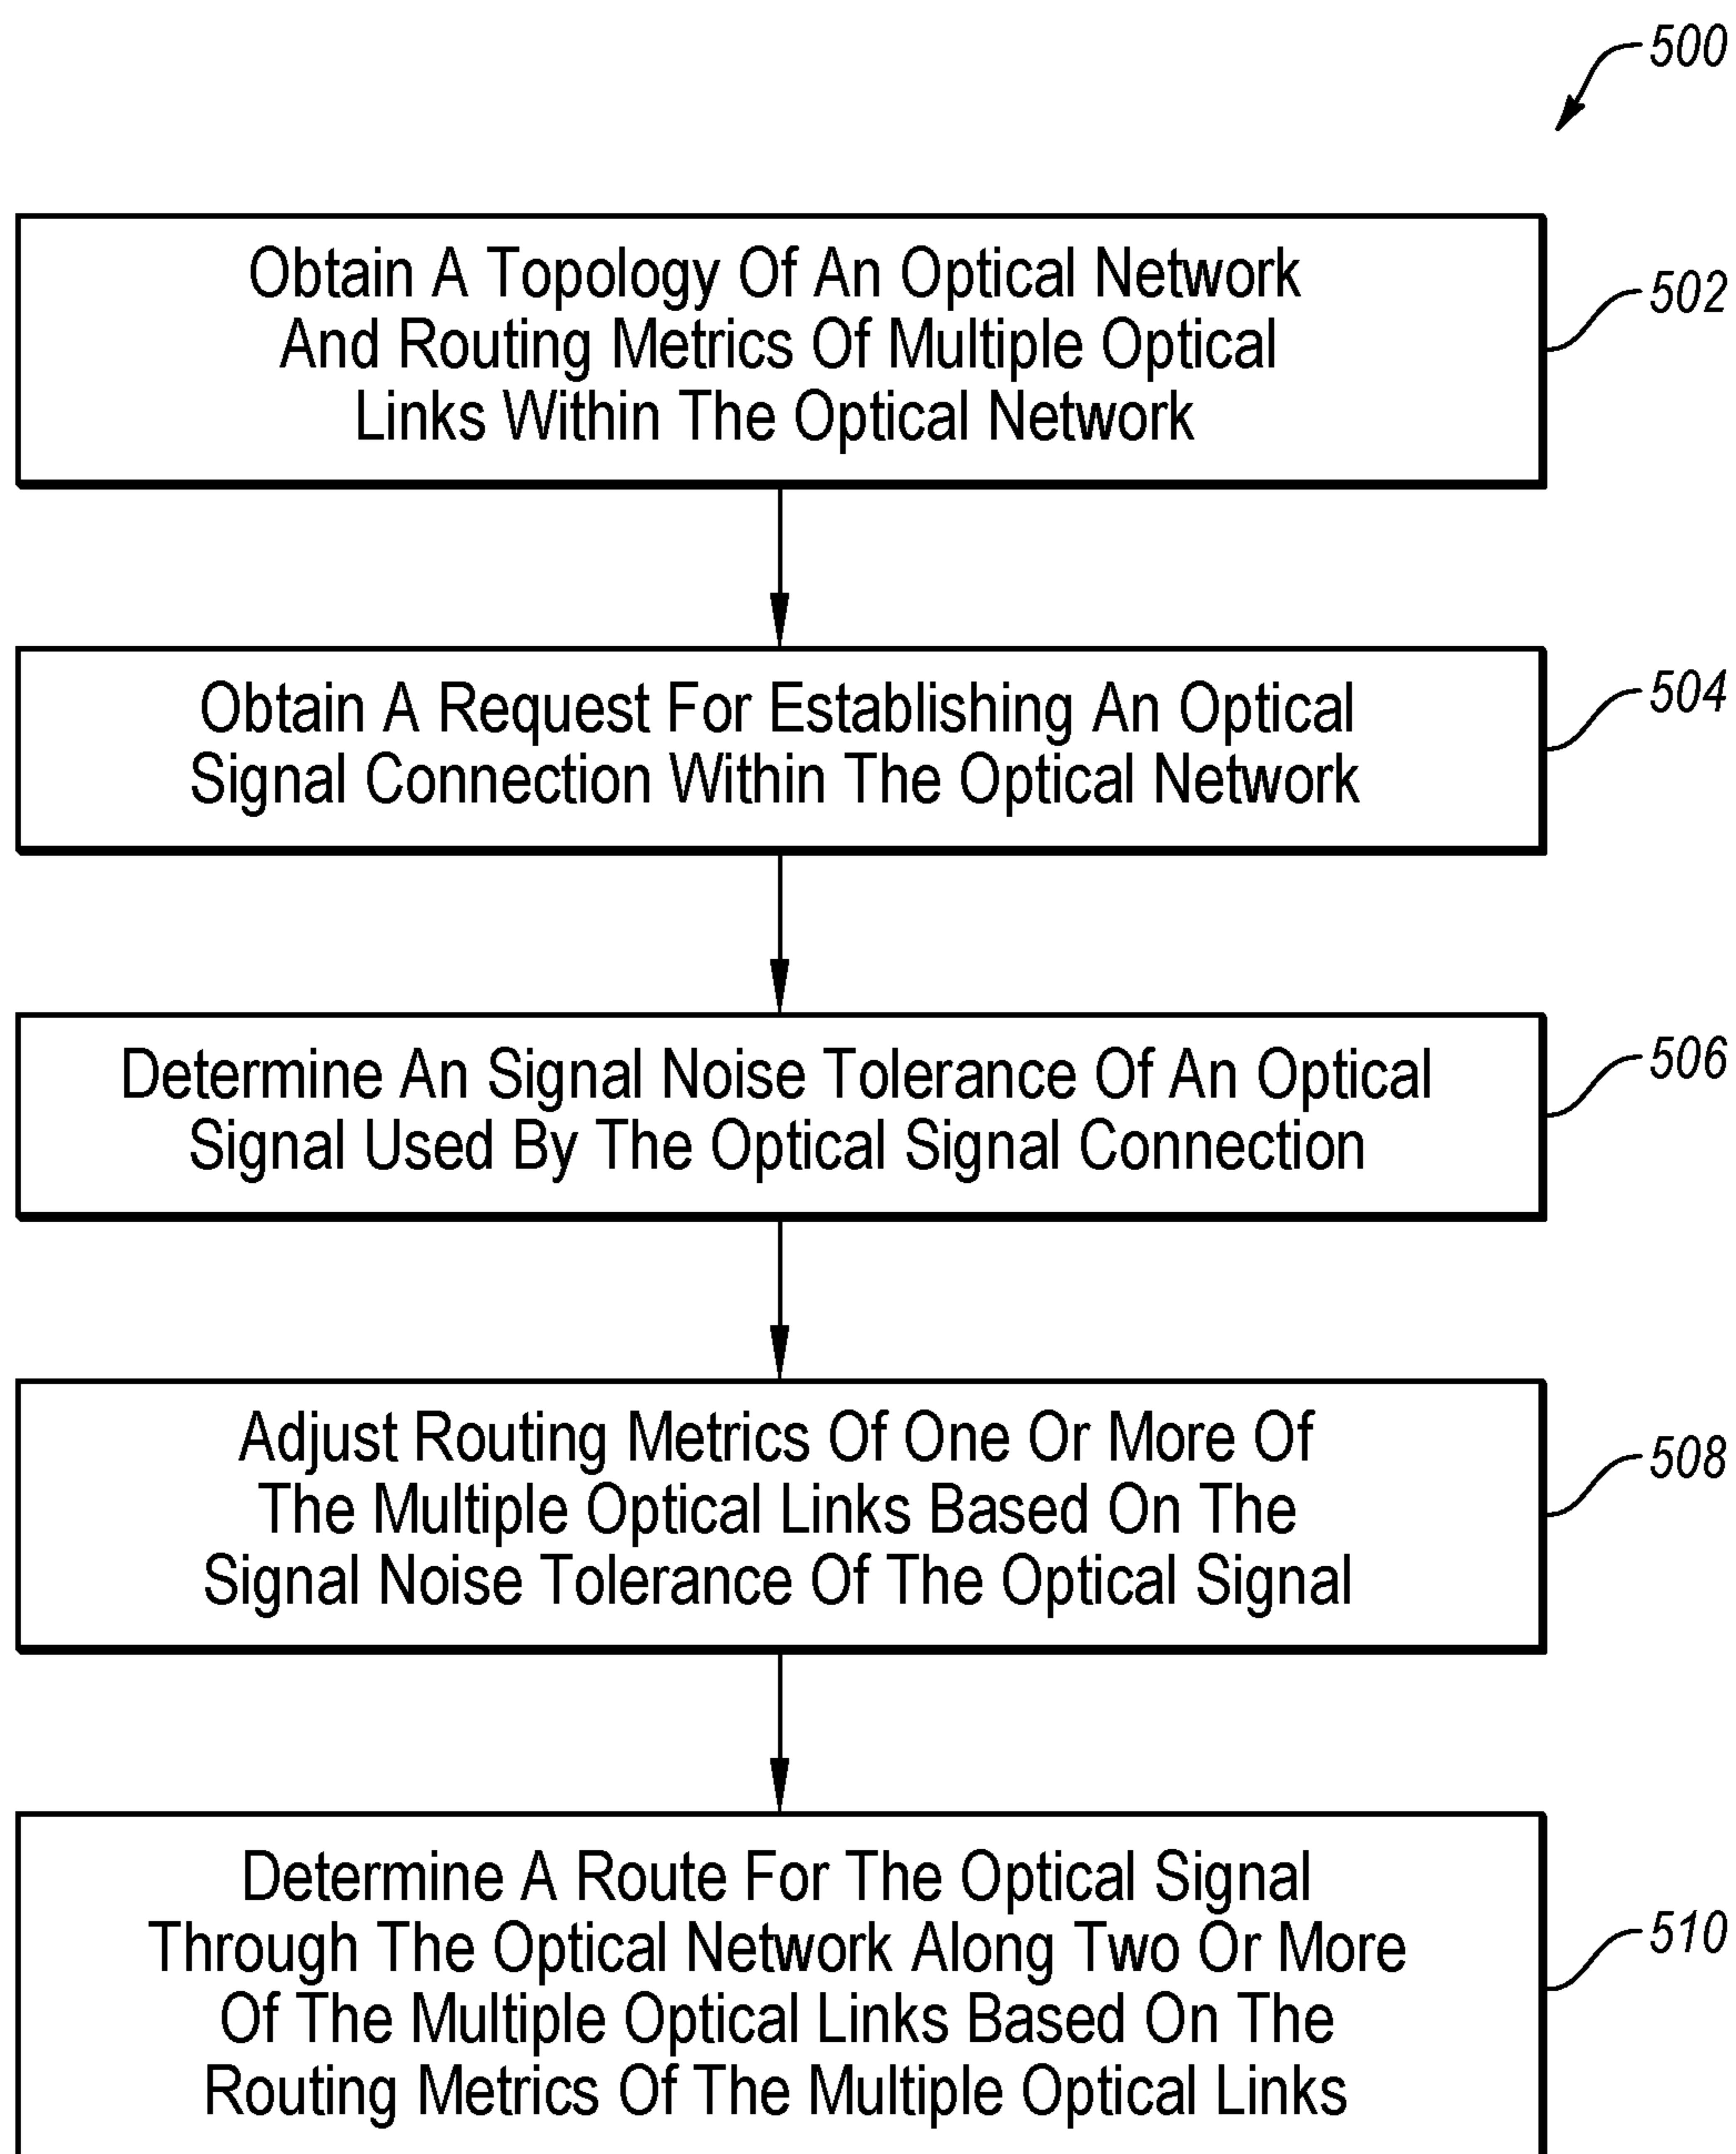 500
Obtain A Topology Of An Optical Network
And Routing Metrics Of Multiple Optical
Links Within The Optical Network
502
Obtain A Request For Establishing An Optical
Signal Connection Within The Optical Network
504
Determine An Signal Noise Tolerance Of An Optical
Signal Used By The Optical Signal Connection
506
Adjust Routing Metrics Of One Or More Of
The Multiple Optical Links Based On The
Signal Noise Tolerance Of The Optical Signal
508
Determine A Route For The Optical Signal
Through The Optical Network Along Two Or More
Of The Multiple Optical Links Based On The
Routing Metrics Of The Multiple Optical Links
510